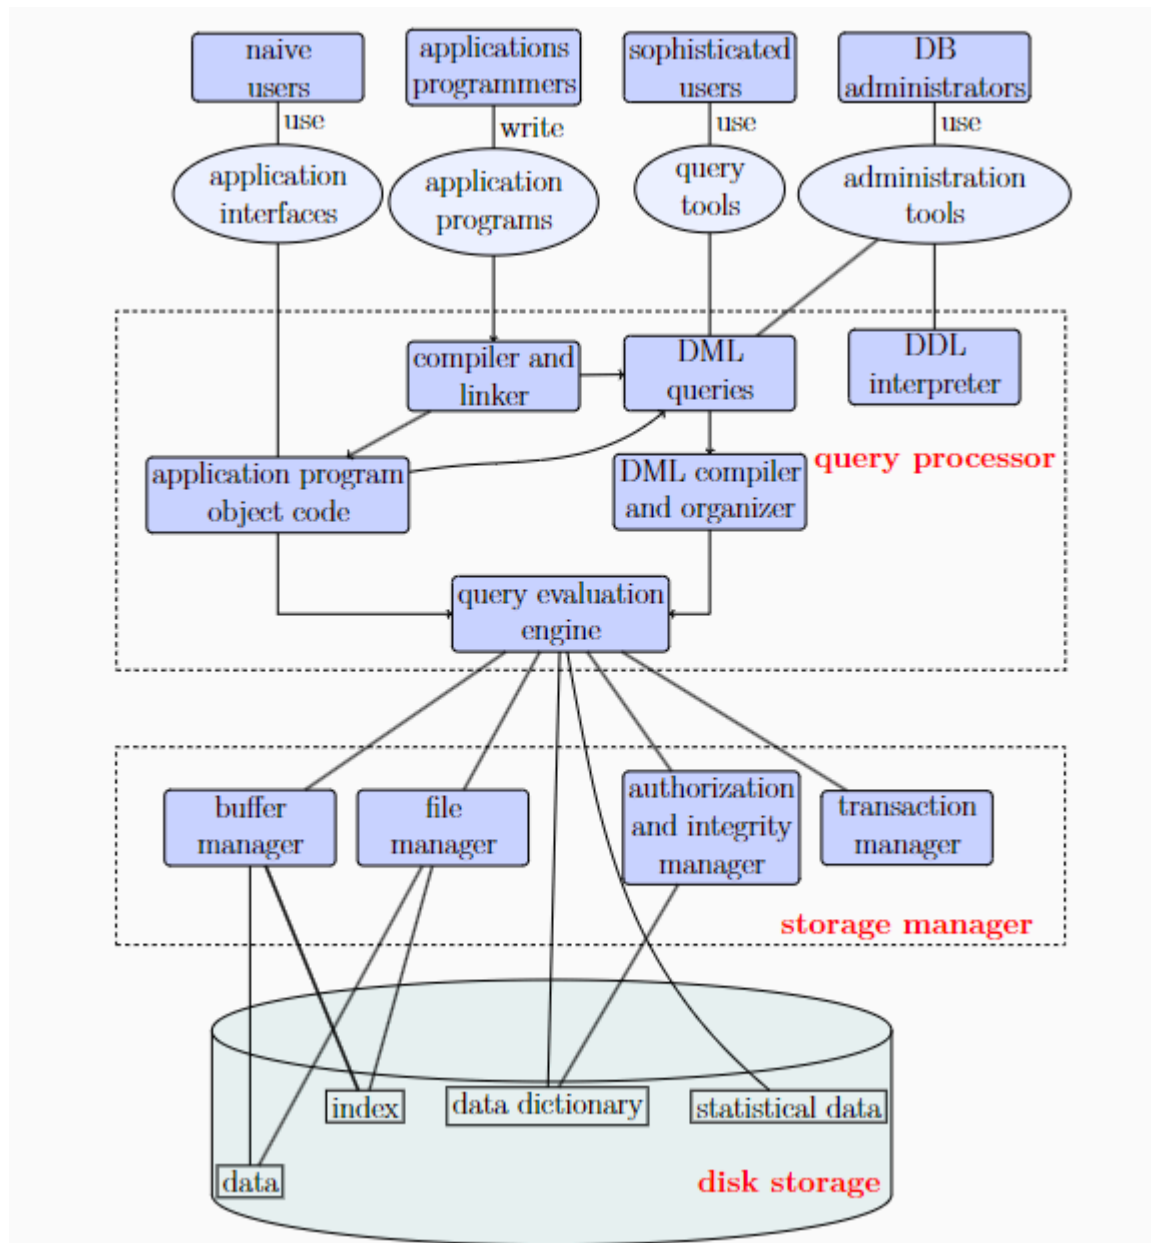 naive
users
applications
programmers
sophisticated
users
DB
administrators
use
write
use
use
application
interfaces
application
programs
query
tools
administration
tools
compiler and
linker
DML
queries
DDL
interpreter
application program
object code
DML compiler
and organizer
query processor
query evaluation
engine
buffer
manager
file
manager
authorization
and integrity
manager
transaction
manager
storage manager
index
data dictionary
statistical data
data
disk storage